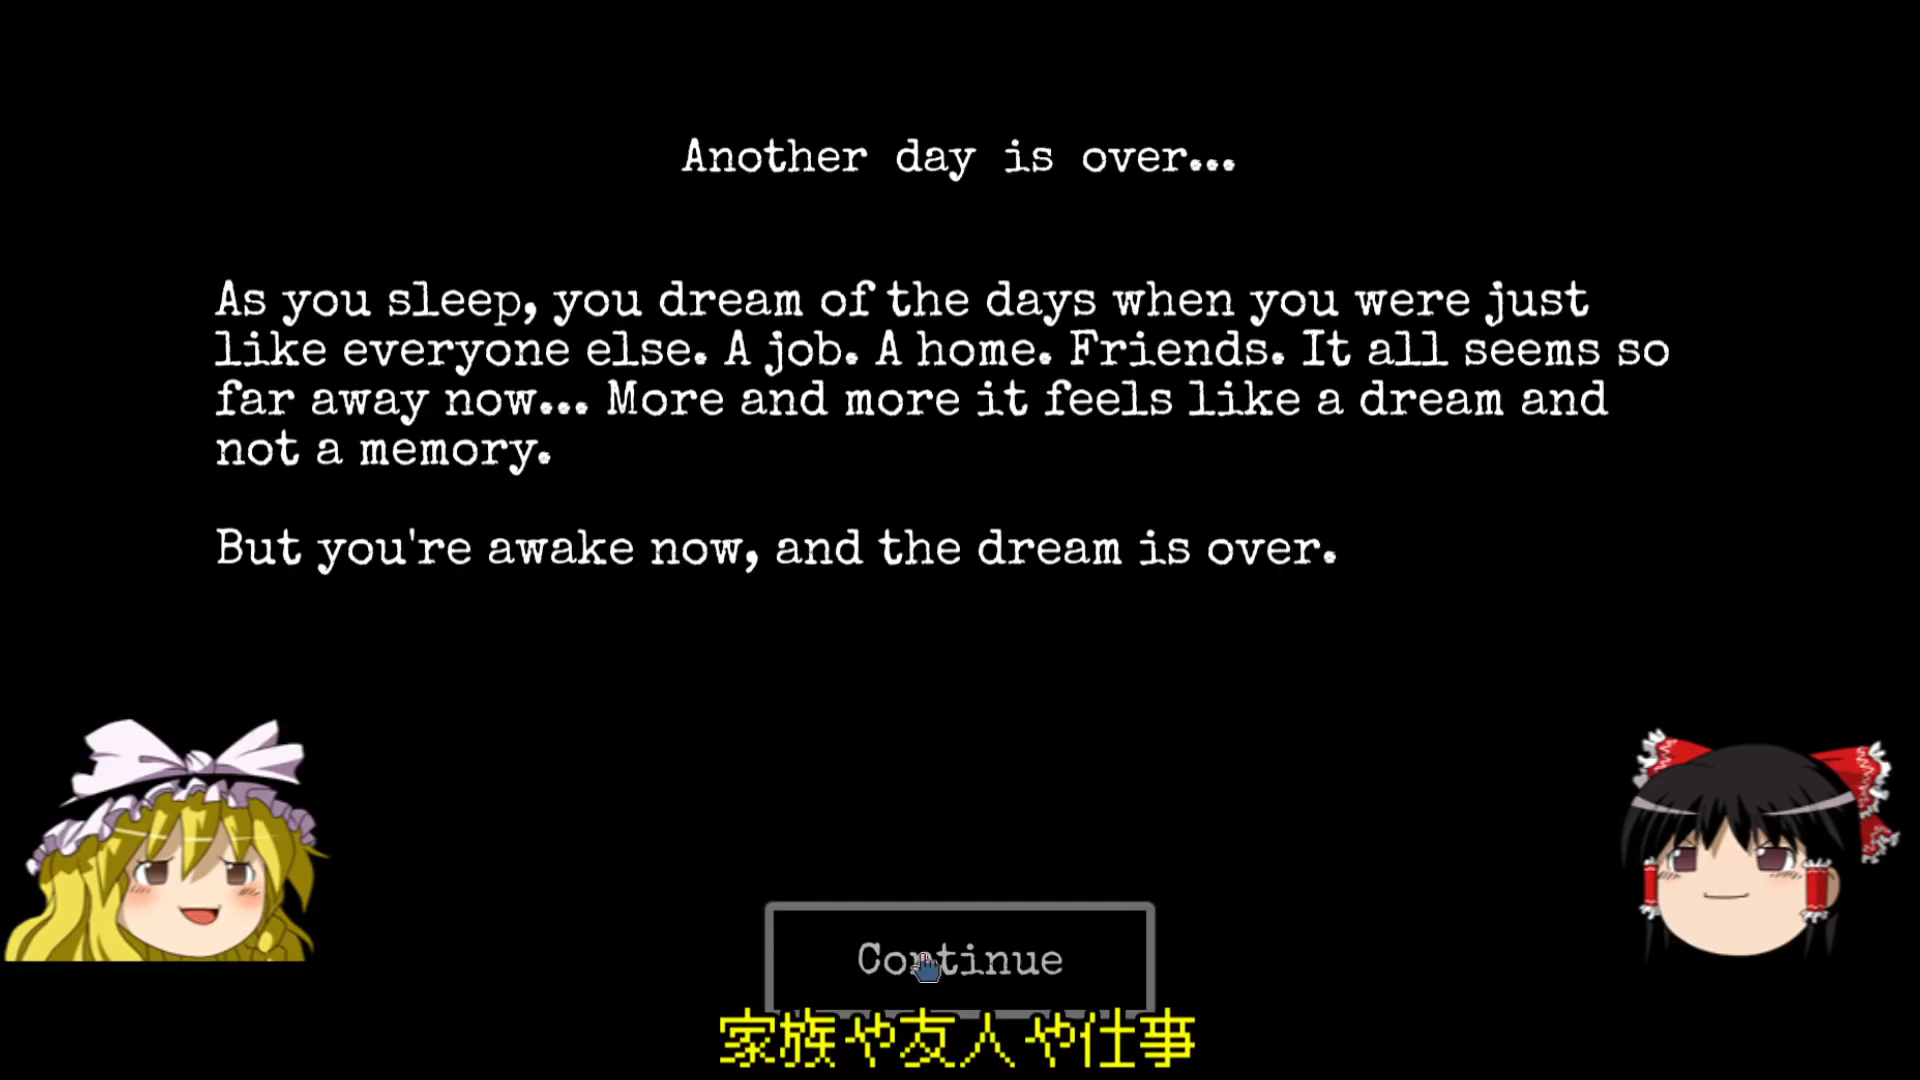 Another day is over...
As you sleep, you dream of the days when you were just
like everyone else. A job. A home. Friends. It all seems so
far away now... More and more it feels like a dream and
not a memory.
But you're awake now, and the dream is over.
Continue
家族や友人や仕事